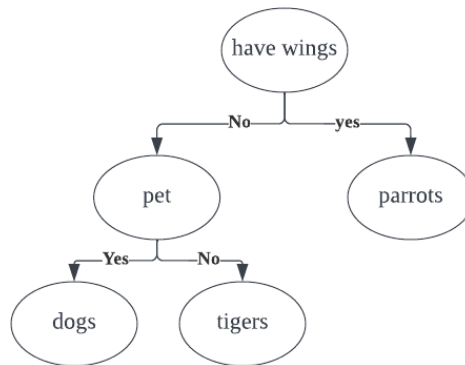 have wings
No
yes
pet
parrots
Yes
No
dogs
tigers